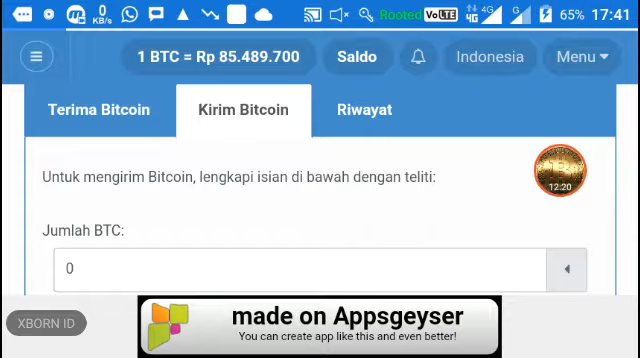 0
KB/s
Rooted VoLTE 4G 4G G 65% 17:41
1 BTC = Rp 85.489.700 Saldo Indonesia Menu
Terima Bitcoin Kirim Bitcoin Riwayat
Untuk mengirim Bitcoin, lengkapi isian di bawah dengan teliti:
12:20
Jumlah BTC:
0
XBORN ID
made on Appsgeyser
You can create app like this and even better!